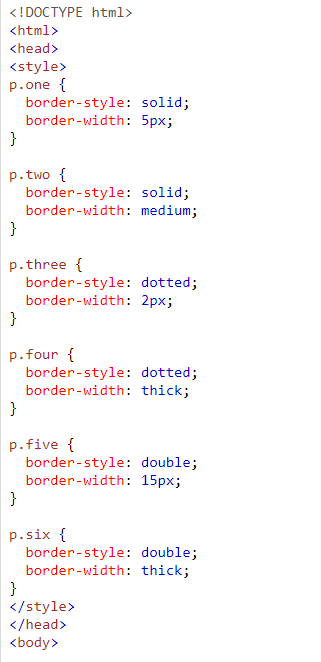 <!DOCTYPE html>
<html>
<head>
<style>
p.one {
  border-style: solid;
  border-width: 5px;
}

p.two {
  border-style: solid;
  border-width: medium;
}

p.three {
  border-style: dotted;
  border-width: 2px;
}

p.four {
  border-style: dotted;
  border-width: thick;
}

p.five {
  border-style: double;
  border-width: 15px;
}

p.six {
  border-style: double;
  border-width: thick;
}
</style>
</head>
<body>